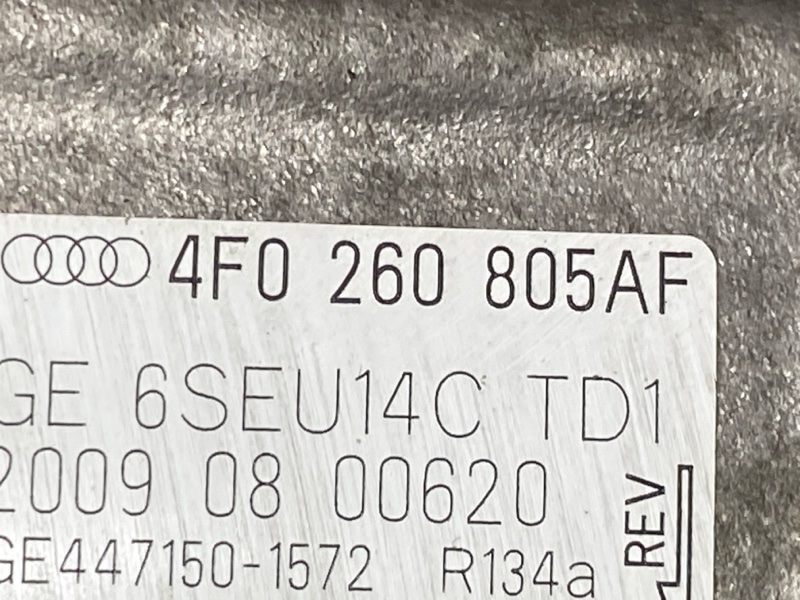 4F0 260 805AF
GE 6SEU14C TD1
2009 08 00620
GE447150-1572 R134a
REV